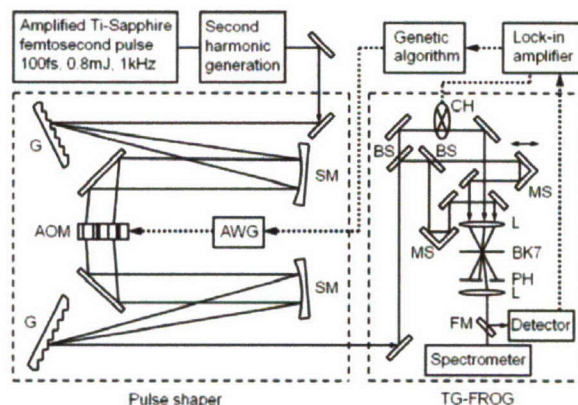 Amplified Ti-Sapphire
femtosecond pulse
100fs, 0.8mJ, 1kHz
Second
harmonic
generation
Genetic
algorithm
Lock-in
amplifier
G
SM
AOM
AWG
SM
G
Pulse shaper
CH
BS
BS
MS
MS
L
BK7
PH
L
FM
Detector
Spectrometer
TG-FROG